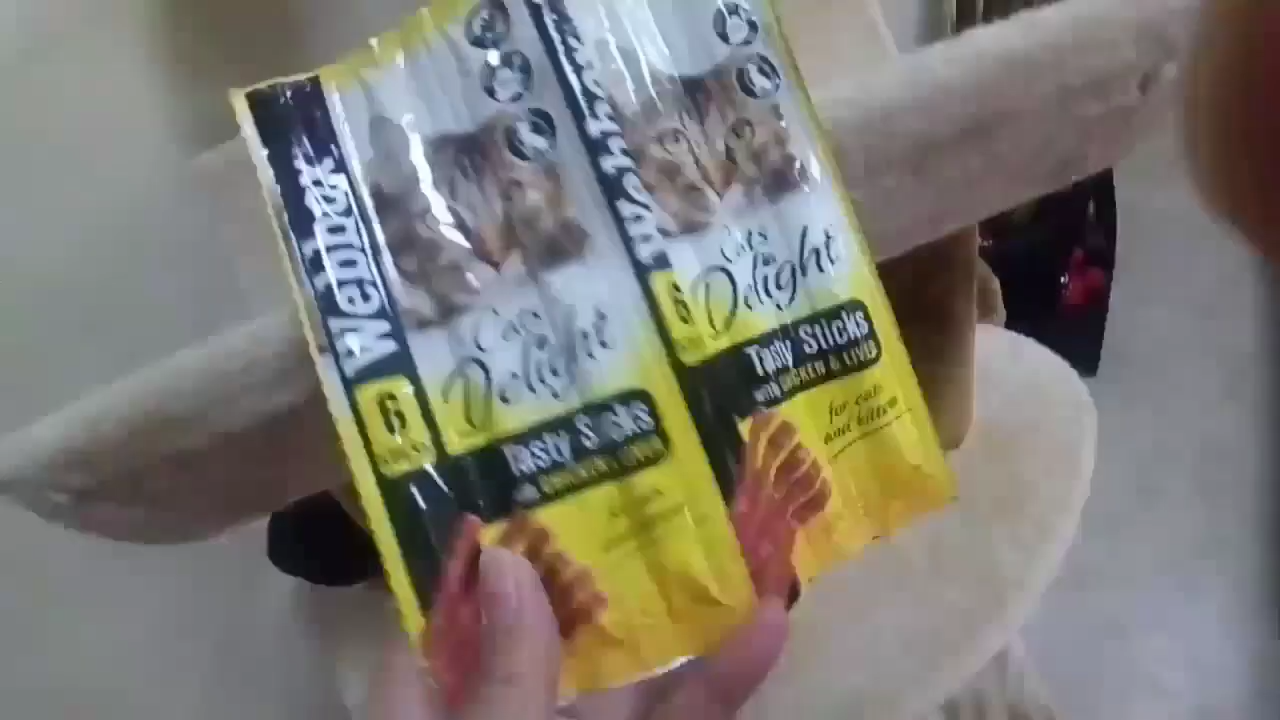 Webbox
6
Cats
Delight
Tasty Sticks
Webbox
6
Cats
Delight
Tasty Sticks
WITH CHICKEN & LIVER
for cats
and kittens